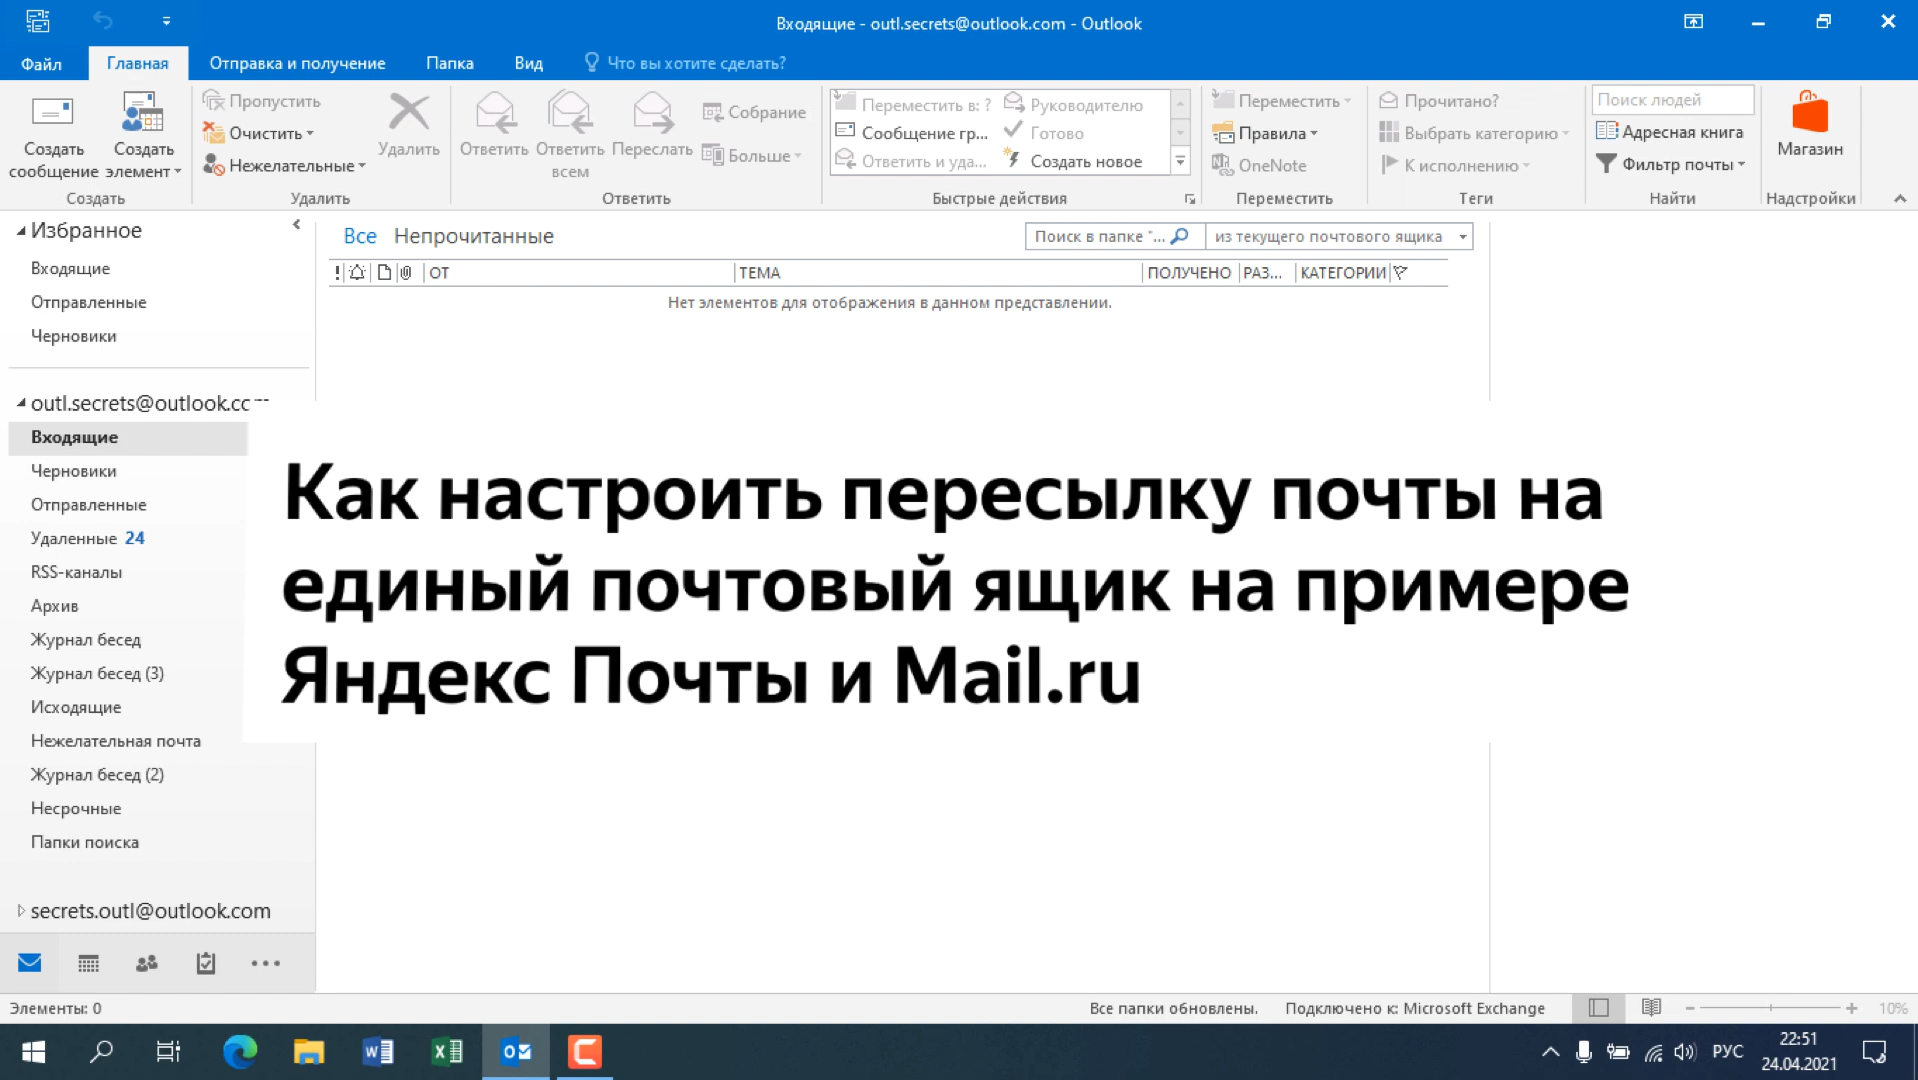 Входящие - outl.secrets@outlook.com - Outlook
Файл
Главная
Отправка и получение
Папка
Вид
Что вы хотите сделать?
Создать сообщение
Создать элемент
Создать
Пропустить
Очистить
Нежелательные
Удалить
Удалить
Ответить
Ответить всем
Переслать
Собрание
Больше
Ответить
Переместить в: ?
Сообщение гр...
Ответить и уда...
Руководителю
Готово
Создать новое
Быстрые действия
Переместить
Правила
OneNote
Переместить
Прочитано?
Выбрать категорию
К исполнению
Теги
Поиск людей
Адресная книга
Фильтр почты
Найти
Магазин
Надстройки
Избранное
Входящие
Отправленные
Черновики
outl.secrets@outlook.com
Входящие
Черновики
Отправленные
Удаленные 24
RSS-каналы
Архив
Журнал бесед
Журнал бесед (3)
Исходящие
Нежелательная почта
Журнал бесед (2)
Несрочные
Папки поиска
secrets.outl@outlook.com
Все Непрочитанные
Поиск в папке "...
из текущего почтового ящика
! ОТ ТЕМА ПОЛУЧЕНО РАЗ... КАТЕГОРИИ
Нет элементов для отображения в данном представлении.
Как настроить пересылку почты на
единый почтовый ящик на примере
Яндекс Почты и Mail.ru
Элементы: 0
Все папки обновлены.
Подключено к: Microsoft Exchange
10%
РУС
22:51
24.04.2021